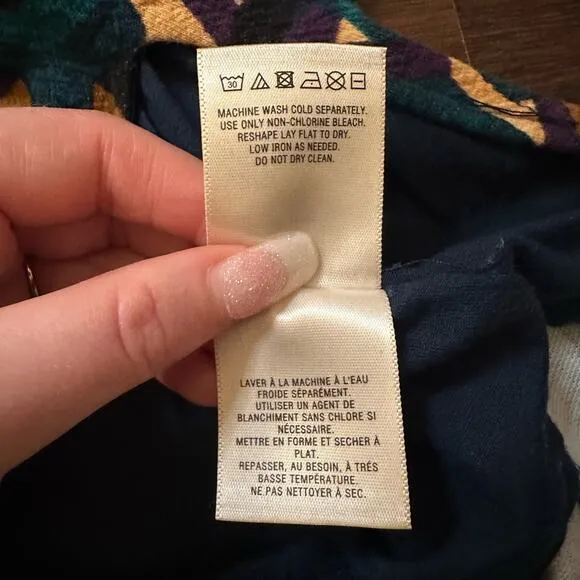 30
MACHINE WASH COLD SEPARATELY.
USE ONLY NON-CHLORINE BLEACH.
RESHAPE LAY FLAT TO DRY.
LOW IRON AS NEEDED.
DO NOT DRY CLEAN.
LAVER À LA MACHINE À L'EAU
FROIDE SÉPARÉMENT.
UTILISER UN AGENT DE
BLANCHIMENT SANS CHLORE SI
NÉCESSAIRE.
METTRE EN FORME ET SECHER À
PLAT.
REPASSER, AU BESOIN, À TRÉS
BASSE TEMPÉRATURE.
NE PAS NETTOYER À SEC.